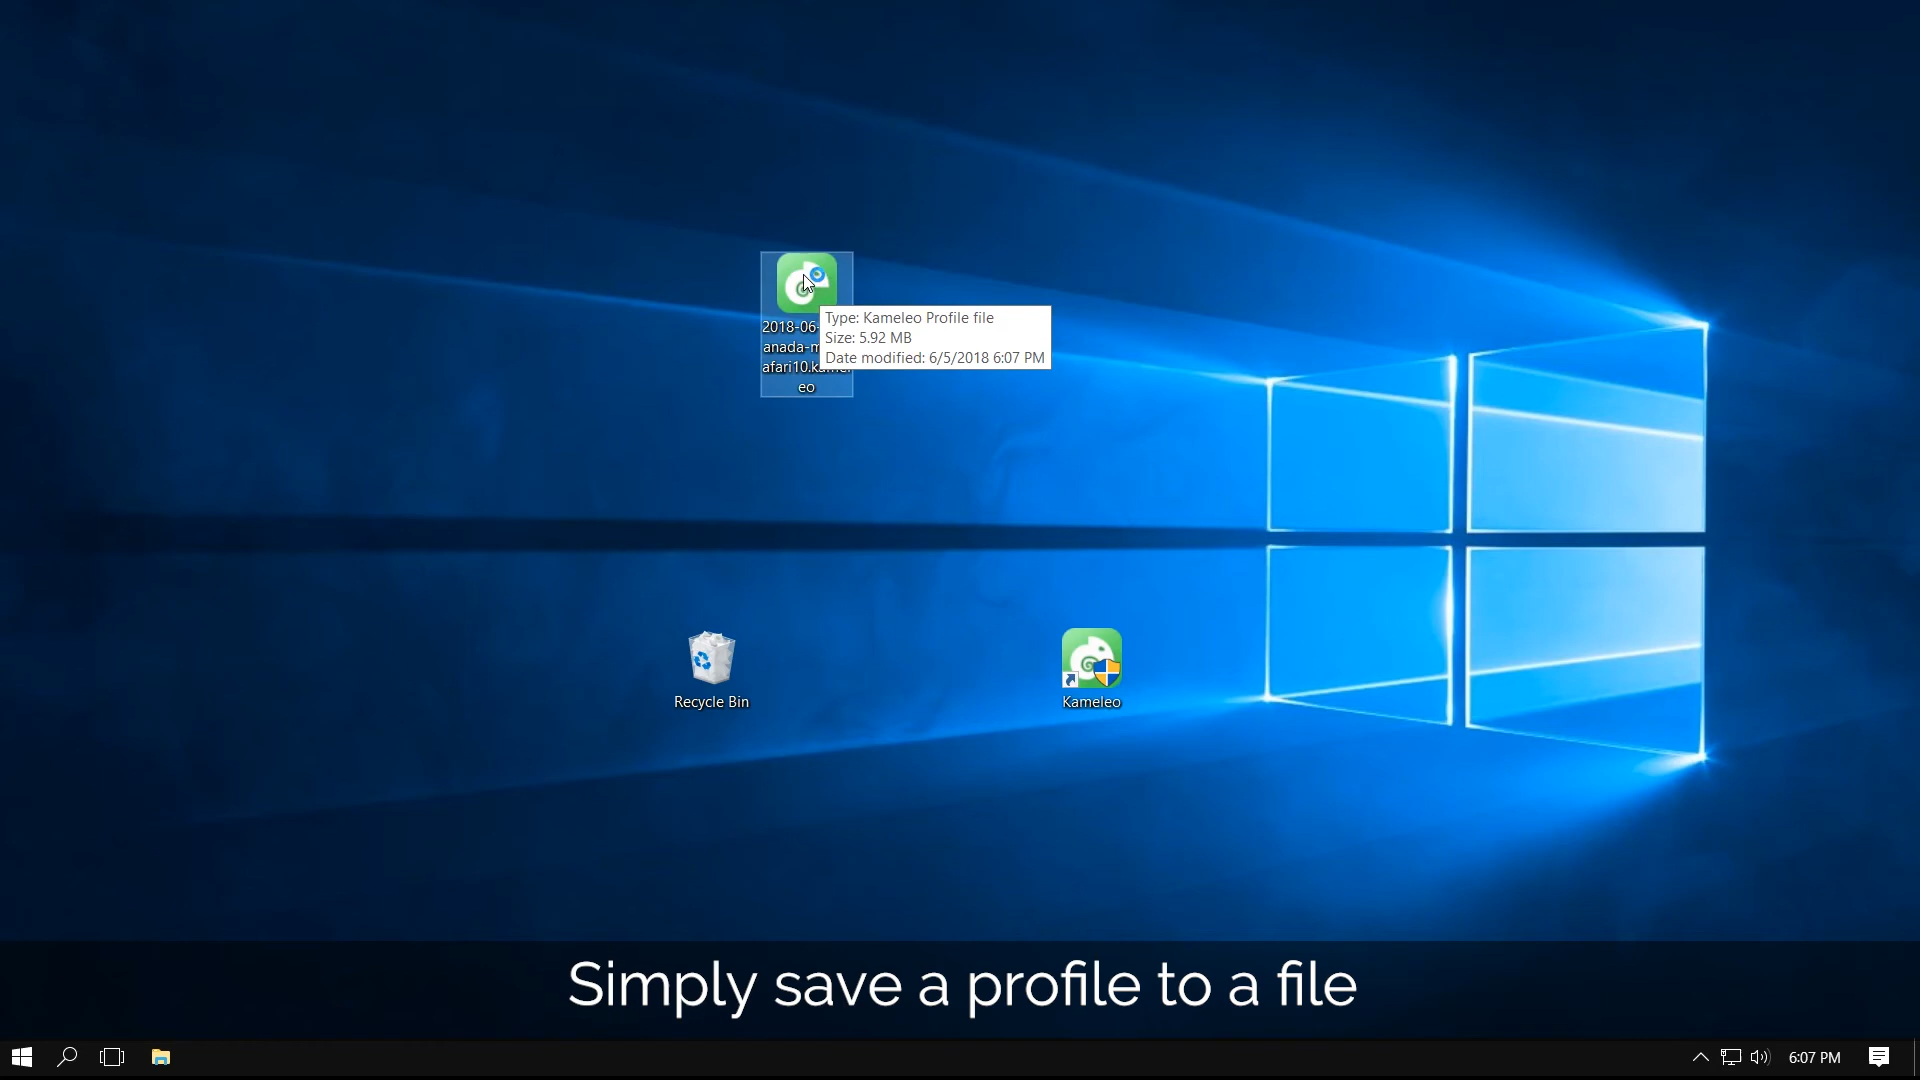 2018-06-
Type: Kameleo Profile file
anada-m
Size: 5.92 MB
afari10.kamel
Date modified: 6/5/2018 6:07 PM
eo
Recycle Bin
Kameleo
Simply save a profile to a file
6:07 PM